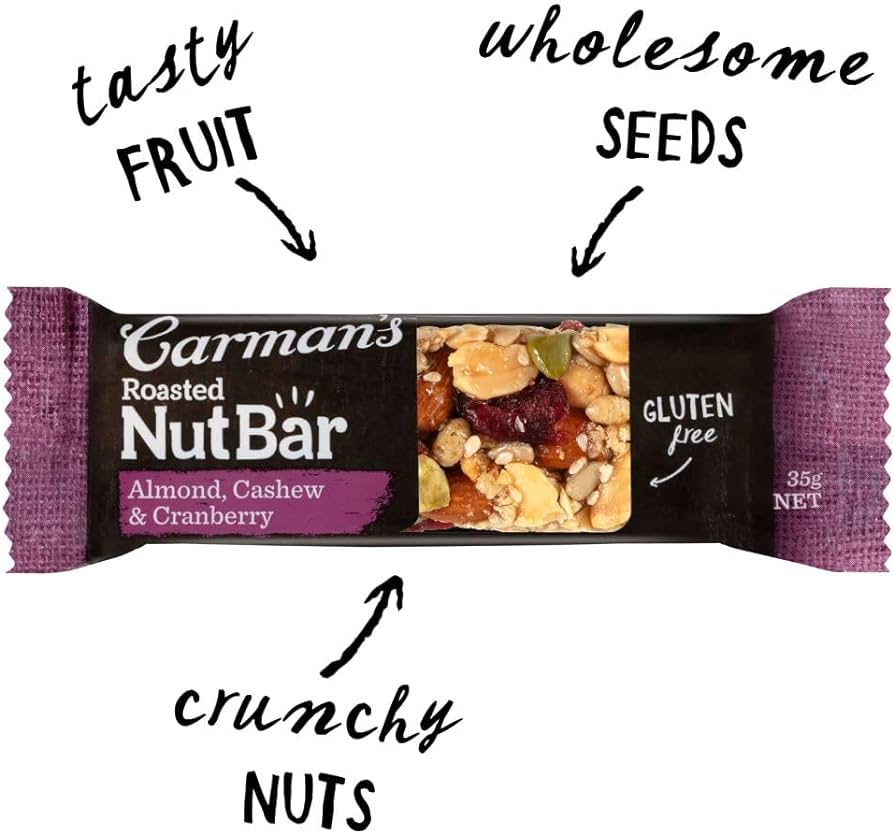 tasty
FRUIT
wholesome
SEEDS
Carman's
Roasted
NutBar
Almond, Cashew
& Cranberry
GLUTEN
free
35g
NET
crunchy
NUTS